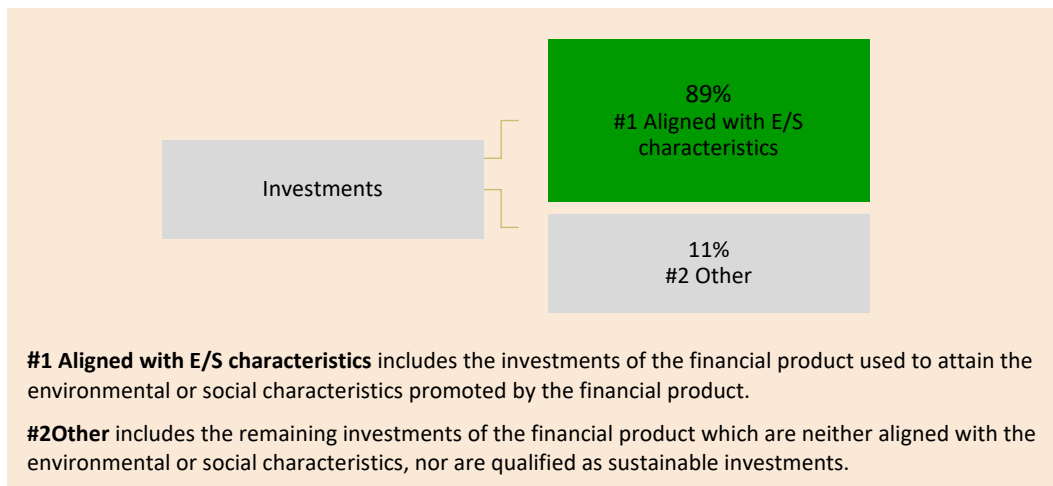 89%
#1 Aligned with E/S
characteristics
Investments
11%
#2 Other
#1 Aligned with E/S characteristics includes the investments of the financial product used to attain the
environmental or social characteristics promoted by the financial product.
#2Other includes the remaining investments of the financial product which are neither aligned with the
environmental or social characteristics, nor are qualified as sustainable investments.